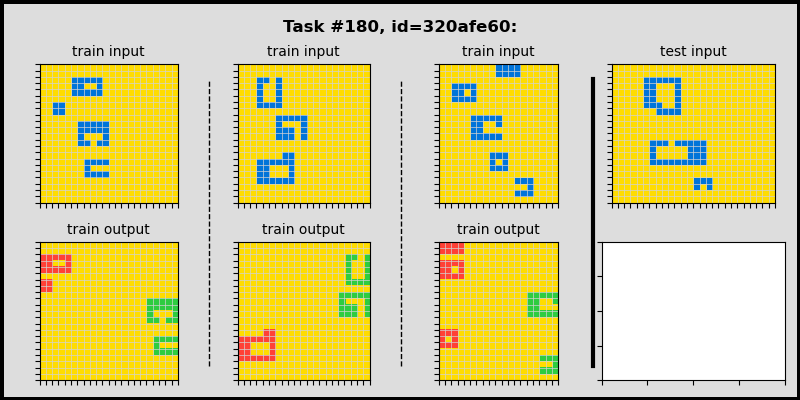 Task #180, id=320afe60:
train input
train input
train input
test input
train output
train output
train output